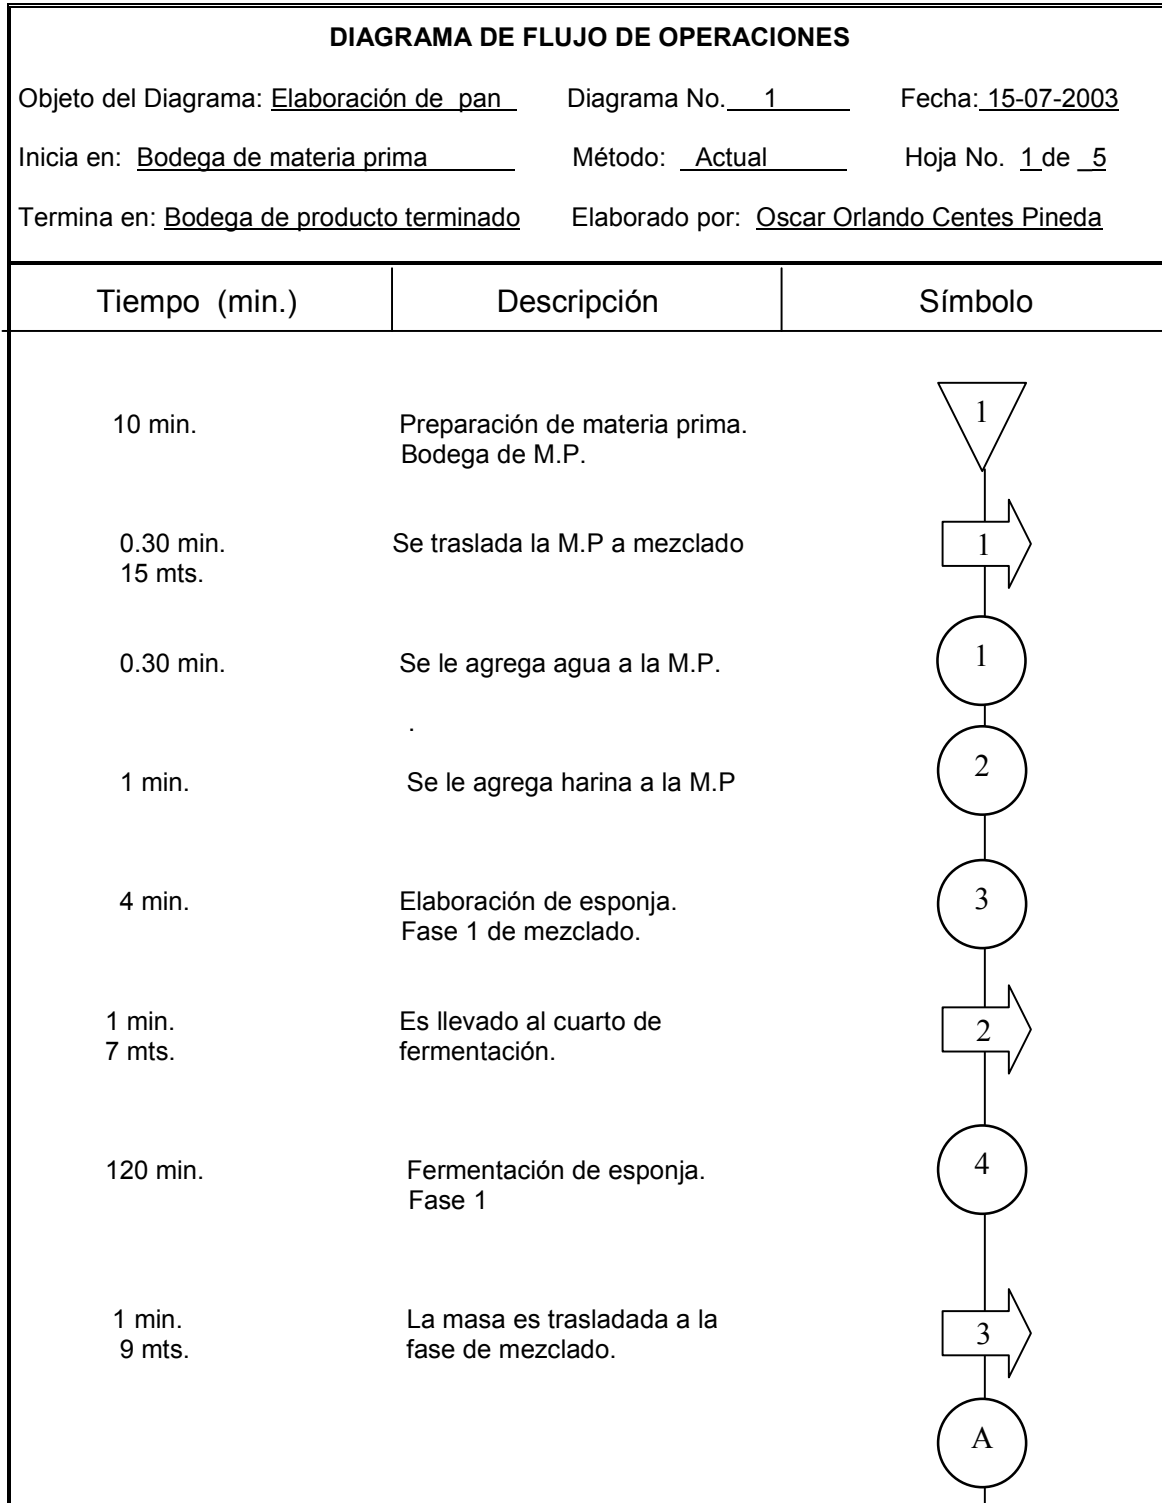 DIAGRAMA DE FLUJO DE OPERACIONES
Objeto del Diagrama: Elaboración de pan Diagrama No. 1 Fecha: 15-07-2003
Inicia en: Bodega de materia prima Método: Actual Hoja No. 1 de 5
Termina en: Bodega de producto terminado Elaborado por: Oscar Orlando Centes Pineda
Tiempo (min.) Descripción Símbolo
10 min. Preparación de materia prima. 1
Bodega de M.P.
0.30 min. Se traslada la M.P a mezclado 1
15 mts.
0.30 min. Se le agrega agua a la M.P. 1
.
1 min. Se le agrega harina a la M.P 2
4 min. Elaboración de esponja. 3
Fase 1 de mezclado.
1 min. Es llevado al cuarto de 2
7 mts. fermentación.
120 min. Fermentación de esponja. 4
Fase 1
1 min. La masa es trasladada a la 3
9 mts. fase de mezclado.
A